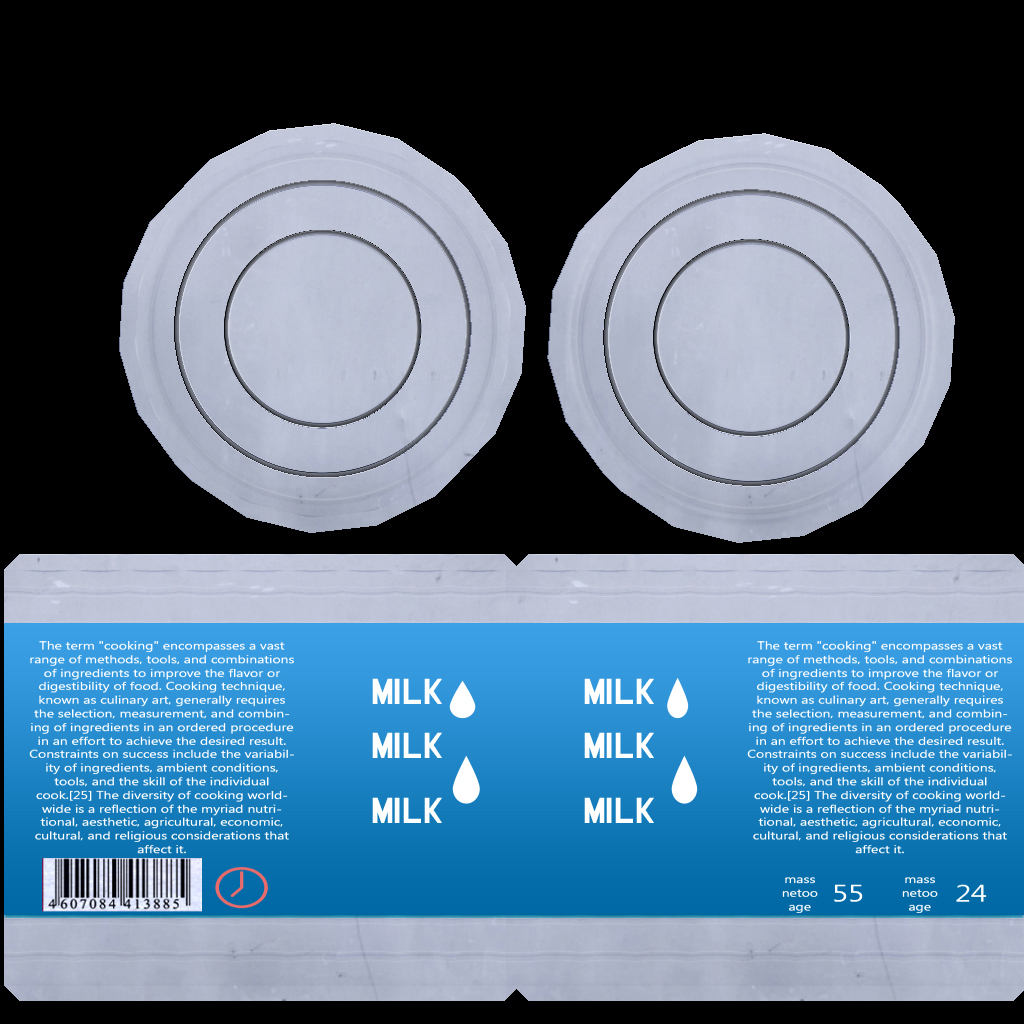 The term "cooking" encompasses a vast
range of methods, tools, and combinations
of ingredients to improve the flavor or
digestibility of food. Cooking technique,
known as culinary art, generally requires
the selection, measurement, and combin-
ing of ingredients in an ordered procedure
in an effort to achieve the desired result.
Constraints on success include the variabil-
ity of ingredients, ambient conditions,
tools, and the skill of the individual
cook.[25] The diversity of cooking world-
wide is a reflection of the myriad nutri-
tional, aesthetic, agricultural, economic,
cultural, and religious considerations that
affect it.
4607084 413885
MILK
MILK
MILK
MILK
MILK
MILK
The term "cooking" encompasses a vast
range of methods, tools, and combinations
of ingredients to improve the flavor or
digestibility of food. Cooking technique,
known as culinary art, generally requires
the selection, measurement, and combin-
ing of ingredients in an ordered procedure
in an effort to achieve the desired result.
Constraints on success include the variabil-
ity of ingredients, ambient conditions,
tools, and the skill of the individual
cook.[25] The diversity of cooking world-
wide is a reflection of the myriad nutri-
tional, aesthetic, agricultural, economic,
cultural, and religious considerations that
affect it.
mass
netoo
age
55
mass
netoo
age
24